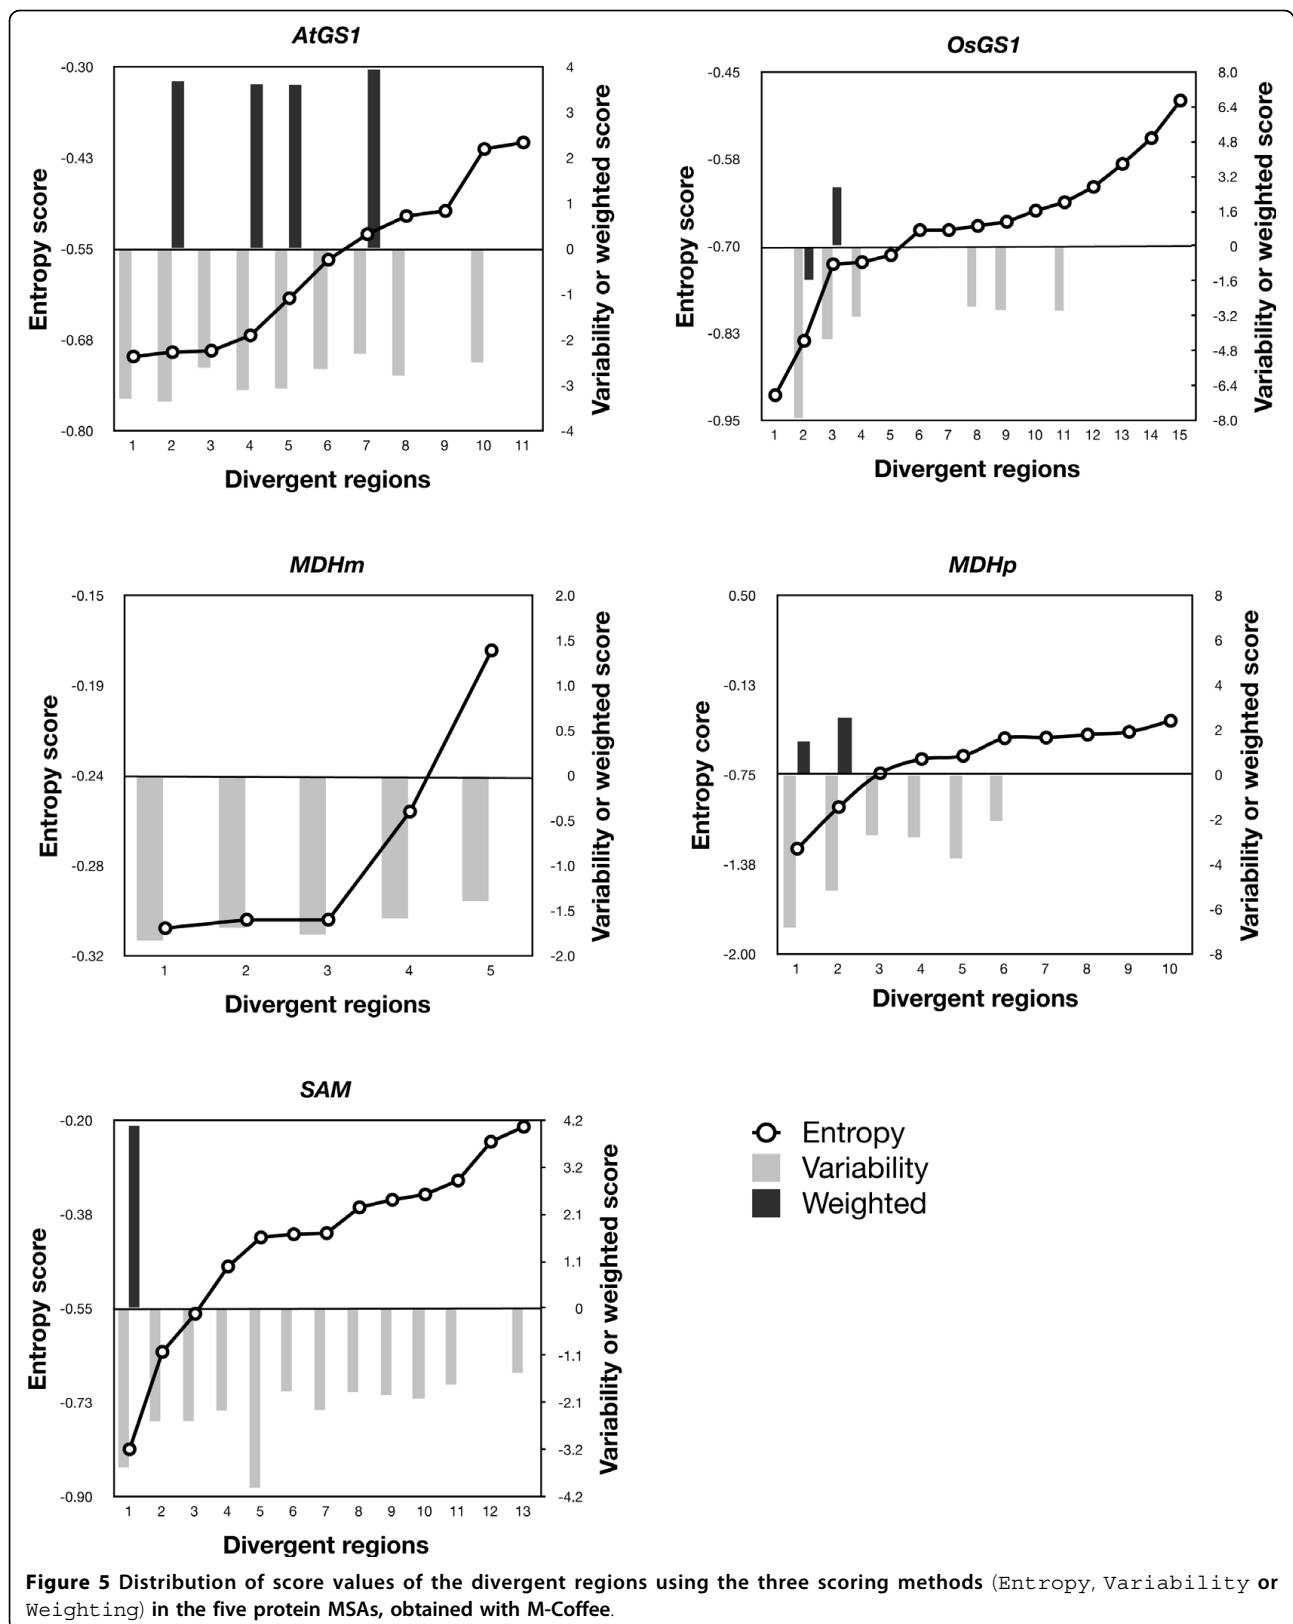 AtGS1
-0.30
-0.43
-0.55
-0.68
-0.80
Entropy score
4
3
2
1
0
-1
-2
-3
-4
Variability or weighted score
1 2 3 4 5 6 7 8 9 10 11
Divergent regions
OsGS1
-0.45
-0.58
-0.70
-0.83
-0.95
Entropy score
8.0
6.4
4.8
3.2
1.6
0
-1.6
-3.2
-4.8
-6.4
-8.0
Variability or weighted score
1 2 3 4 5 6 7 8 9 10 11 12 13 14 15
Divergent regions
MDHm
-0.15
-0.19
-0.24
-0.28
-0.32
Entropy score
2.0
1.5
1.0
0.5
0
-0.5
-1.0
-1.5
-2.0
Variability or weighted score
1 2 3 4 5
Divergent regions
MDHp
0.50
-0.13
-0.75
-1.38
-2.00
Entropy core
8
6
4
2
0
-2
-4
-6
-8
Variability or weighted score
1 2 3 4 5 6 7 8 9 10
Divergent regions
SAM
-0.20
-0.38
-0.55
-0.73
-0.90
Entropy score
4.2
3.2
2.1
1.1
0
-1.1
-2.1
-3.2
-4.2
Variability or weighted score
1 2 3 4 5 6 7 8 9 10 11 12 13
Divergent regions
Entropy
Variability
Weighted
Figure 5 Distribution of score values of the divergent regions using the three scoring methods (Entropy, Variability or
Weighting) in the five protein MSAs, obtained with M-Coffee.